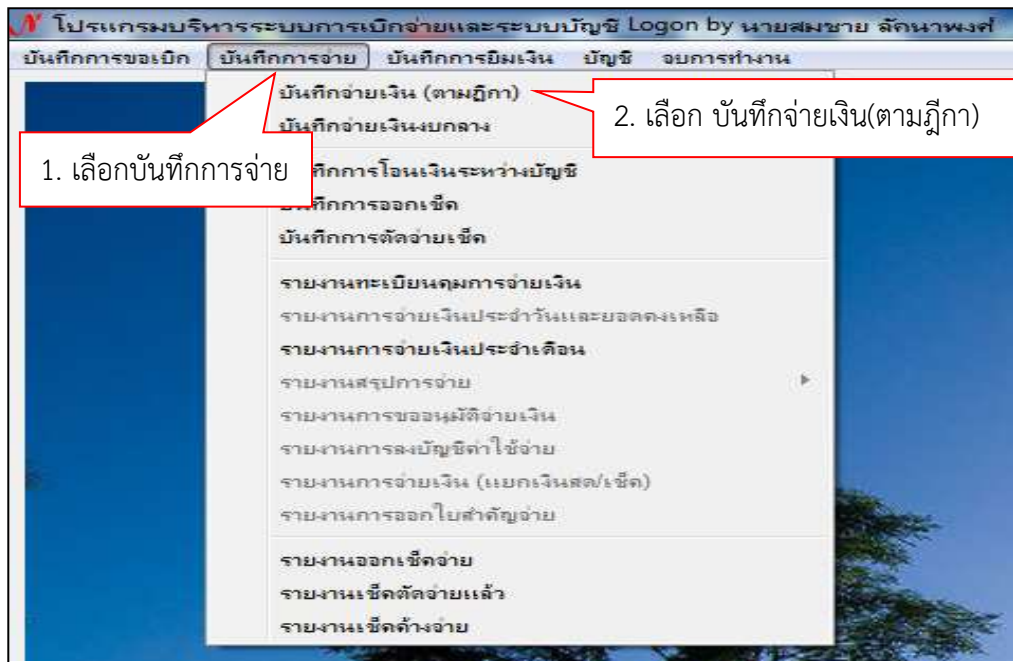 โปรแกรมบริหารระบบการเบิกจ่ายและระบบบัญชี Logon by นายสมชาย ลัคนาพงศ์
บันทึกการขอเบิก บันทึกการจ่าย บันทึกการยืมเงิน บัญชี จบการทำงาน
บันทึกจ่ายเงิน (ตามฎีกา)
2. เลือก บันทึกจ่ายเงิน(ตามฎีกา)
บันทึกจ่ายเงินงบกลาง
1. เลือกบันทึกการจ่าย
ทึกการโอนเงินระหว่างบัญชี
บันทึกการออกเช็ค
บันทึกการตัดจ่ายเช็ค
รายงานทะเบียนคุมการจ่ายเงิน
รายงานการจ่ายเงินประจำวันและยอดคงเหลือ
รายงานการจ่ายเงินประจำเดือน
รายงานสรุปการจ่าย
รายงานการขออนุมัติจ่ายเงิน
รายงานการลงบัญชีค่าใช้จ่าย
รายงานการจ่ายเงิน (แยกเงินสด/เช็ค)
รายงานการออกใบสำคัญจ่าย
รายงานออกเช็คจ่าย
รายงานเช็คตัดจ่ายแล้ว
รายงานเช็คค้างจ่าย